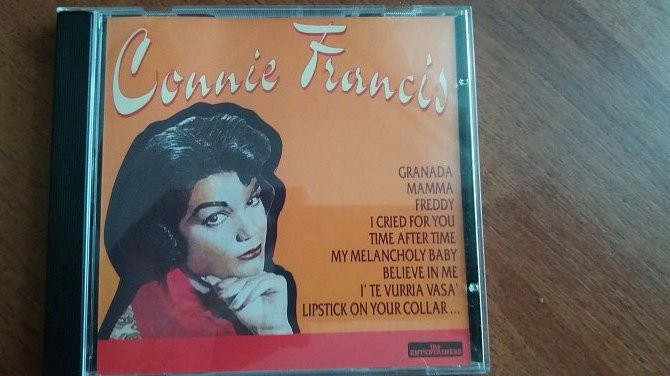 Connie Francis
GRANADA
MAMMA
FREDDY
I CRIED FOR YOU
TIME AFTER TIME
MY MELANCHOLY BABY
BELIEVE IN ME
I' TE VURRIA VASA'
LIPSTICK ON YOUR COLLAR ...
THE
ENTERTAINERS